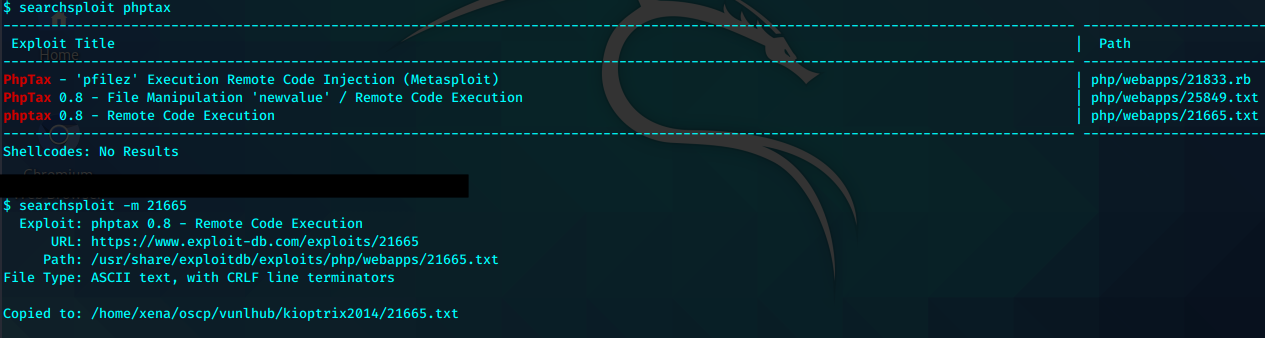 $ searchsploit phptax
Exploit Title | Path
Home
PhpTax - 'pfilez' Execution Remote Code Injection (Metasploit) | php/webapps/21833.rb
PhpTax 0.8 - File Manipulation 'newvalue' / Remote Code Execution | php/webapps/25849.txt
phptax 0.8 - Remote Code Execution | php/webapps/21665.txt
Shellcodes: No Results
Chromium
$ searchsploit -m 21665
Exploit: phptax 0.8 - Remote Code Execution
URL: https://www.exploit-db.com/exploits/21665
Path: /usr/share/exploitdb/exploits/php/webapps/21665.txt
File Type: ASCII text, with CRLF line terminators
Copied to: /home/xena/oscp/vunlhub/kioptrix2014/21665.txt